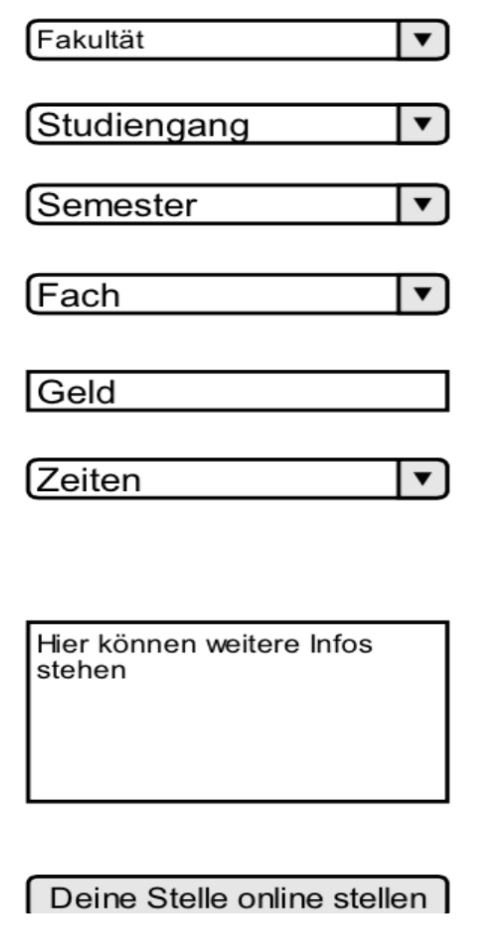 Fakultät
Studiengang
Semester
Fach
Geld
Zeiten
Hier können weitere Infos
stehen
Deine Stelle online stellen